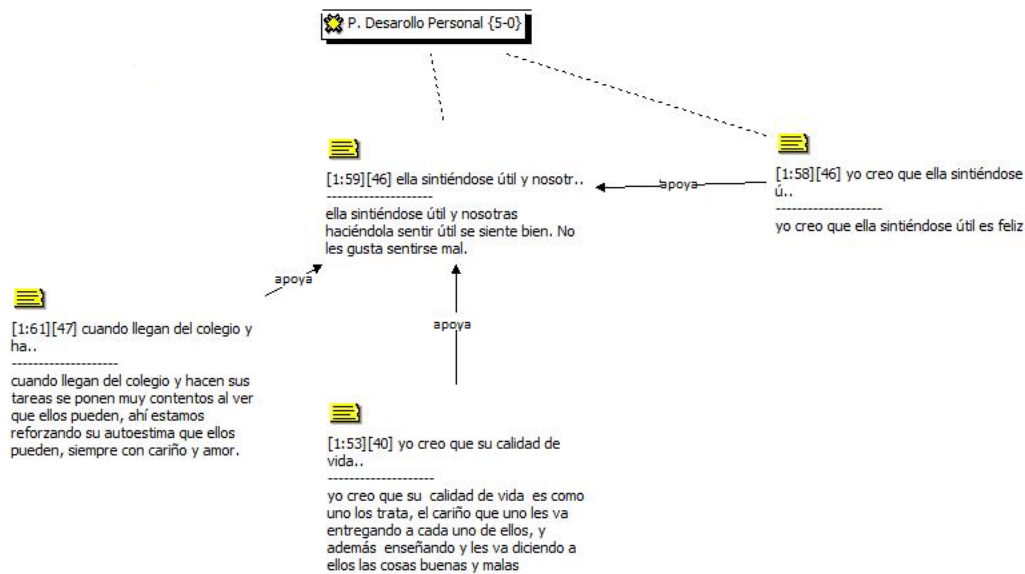 P. Desarollo Personal {5-0}
[1:59][46] ella sintiéndose útil y nosotr..
--------------------
ella sintiéndose útil y nosotras
haciéndola sentir útil se siente bien. No
les gusta sentirse mal.
apoya
[1:58][46] yo creo que ella sintiéndose
ú..
--------------------
yo creo que ella sintiéndose útil es feliz
apoya
[1:61][47] cuando llegan del colegio y
ha..
--------------------
cuando llegan del colegio y hacen sus
tareas se ponen muy contentos al ver
que ellos pueden, ahí estamos
reforzando su autoestima que ellos
pueden, siempre con cariño y amor.
apoya
[1:53][40] yo creo que su calidad de
vida..
--------------------
yo creo que su calidad de vida es como
uno los trata, el cariño que uno les va
entregando a cada uno de ellos, y
además enseñando y les va diciendo a
ellos las cosas buenas y malas